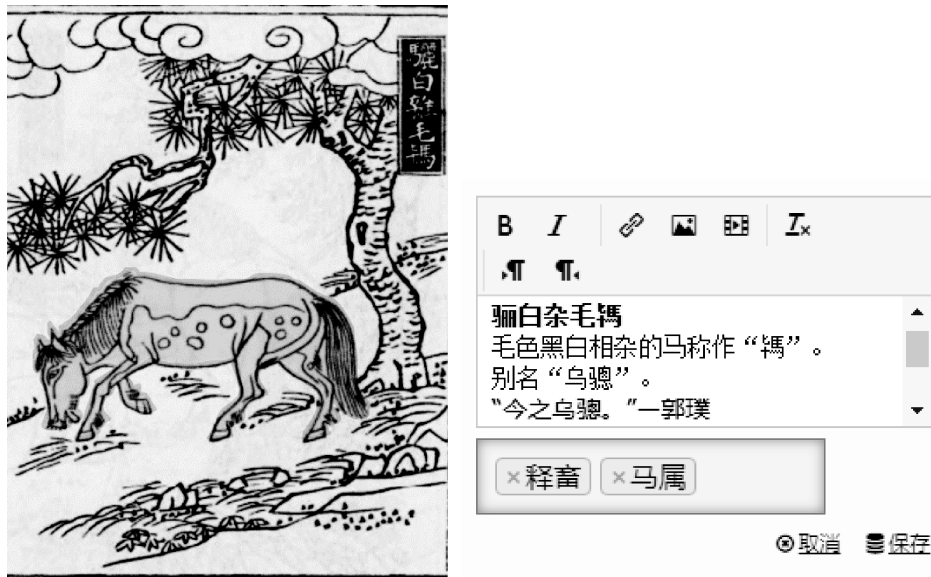 驪白雜毛駂
B I
骊白杂毛駂
毛色黑白相杂的马称作“駂”。
别名“乌骢”。
“今之乌骢。”一郭璞
×释畜 ×马属
取消 保存